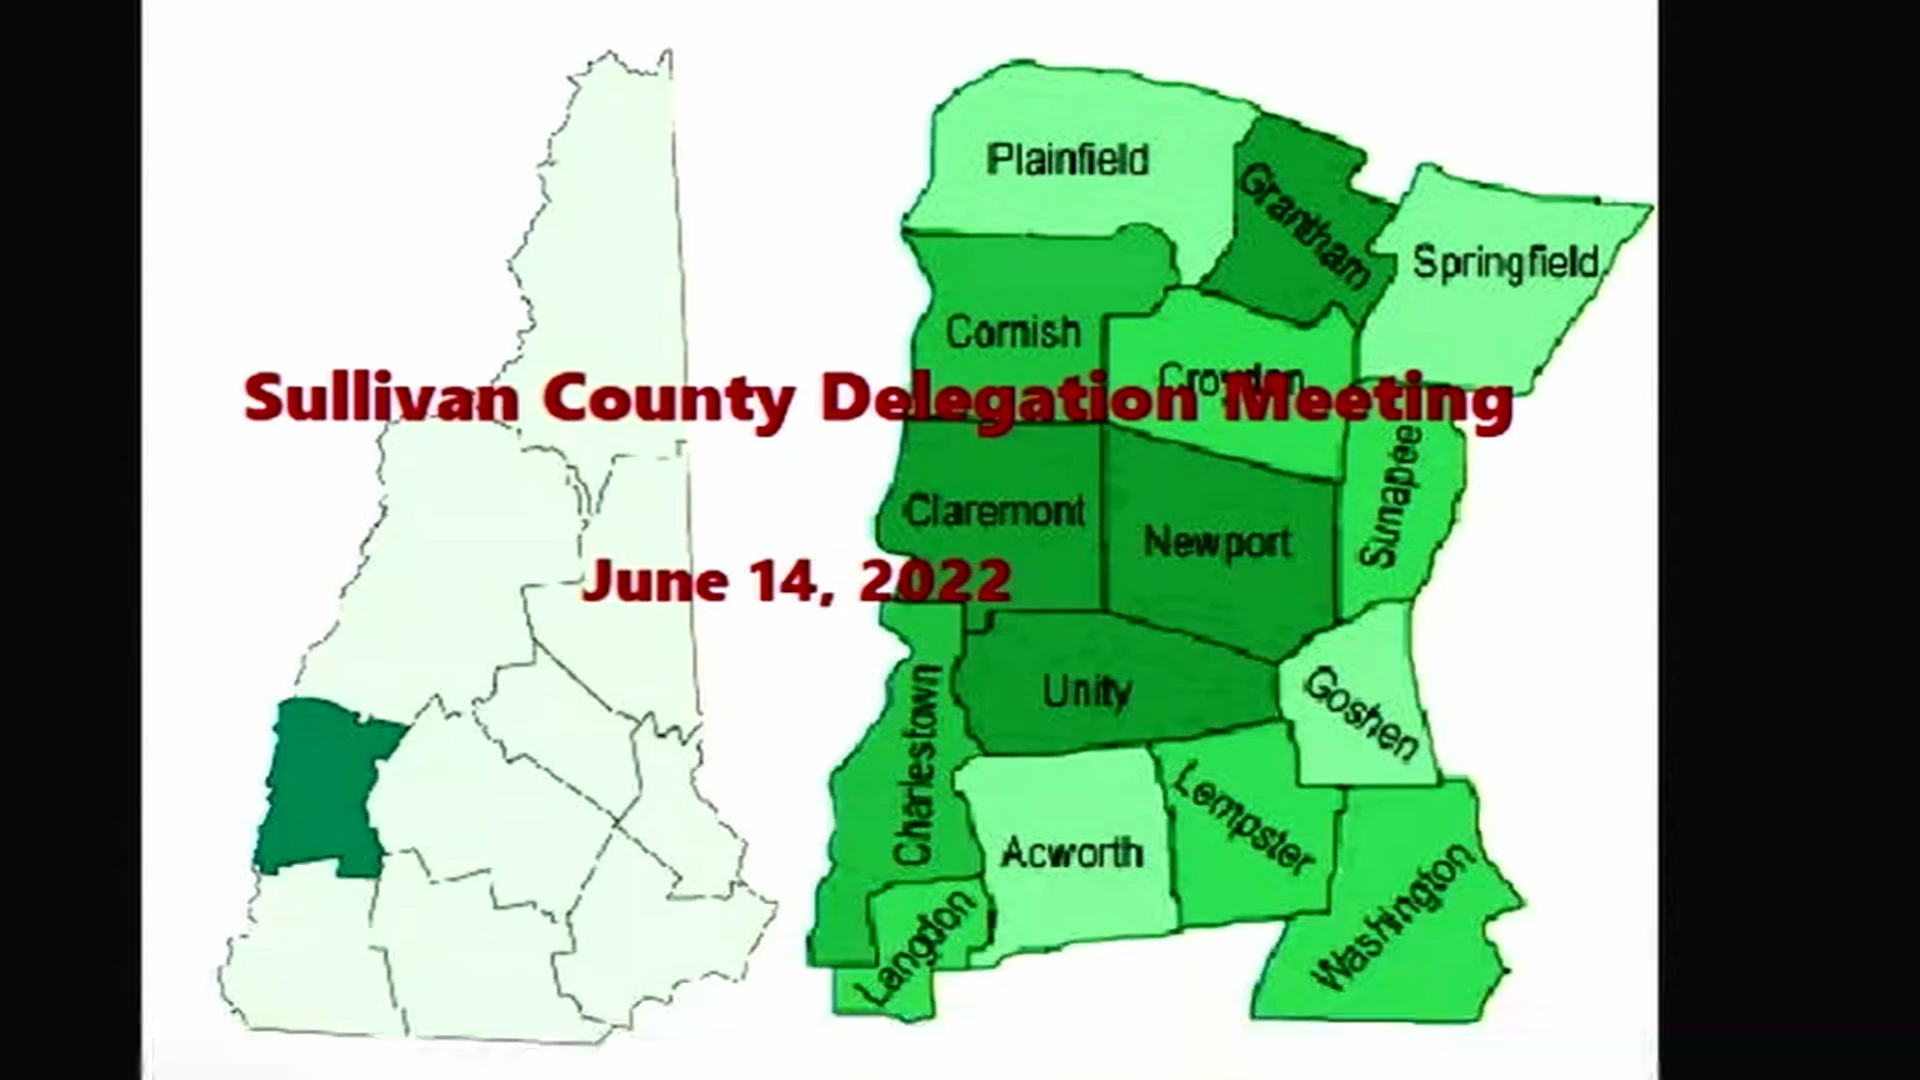 Plainfield
Grantham
Springfield
Cornish
Croydon
Sullivan County Delegation Meeting
Sunapee
Claremont
Newport
June 14, 2022
Unity
Goshen
Charlestown
Lempster
Acworth
Washington
Langdon